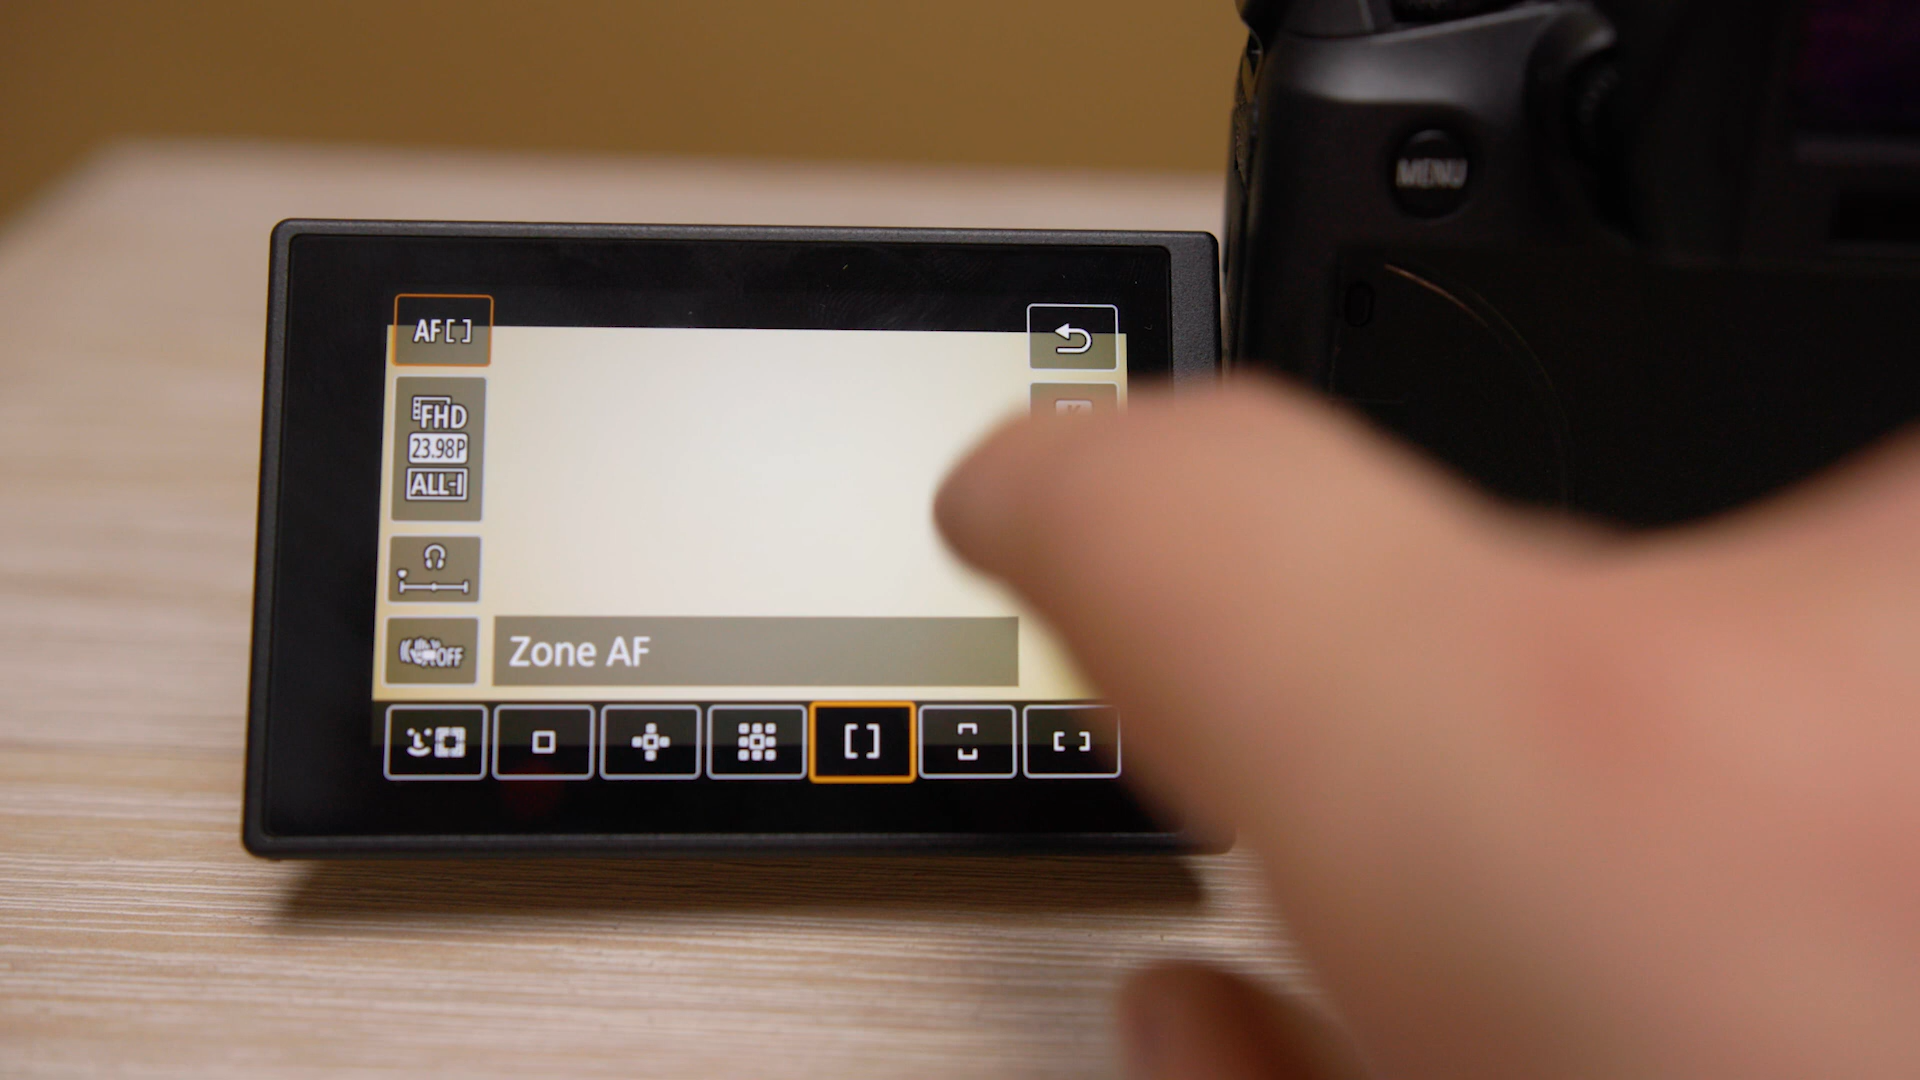 MENU
AF[ ]
FHD
23.98P
ALL-I
OFF
Zone AF